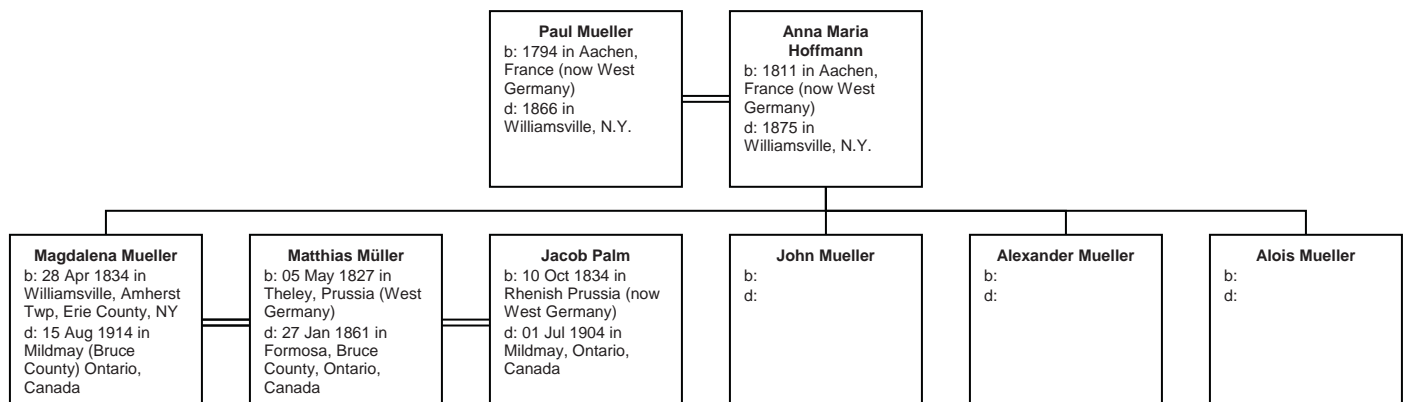 Paul Mueller
b: 1794 in Aachen,
France (now West
Germany)
d: 1866 in
Williamsville, N.Y.
Anna Maria
Hoffmann
b: 1811 in Aachen,
France (now West
Germany)
d: 1875 in
Williamsville, N.Y.
Magdalena Mueller
b: 28 Apr 1834 in
Williamsville, Amherst
Twp, Erie County, NY
d: 15 Aug 1914 in
Mildmay (Bruce
County) Ontario,
Canada
Matthias Müller
b: 05 May 1827 in
Theley, Prussia (West
Germany)
d: 27 Jan 1861 in
Formosa, Bruce
County, Ontario,
Canada
Jacob Palm
b: 10 Oct 1834 in
Rhenish Prussia (now
West Germany)
d: 01 Jul 1904 in
Mildmay, Ontario,
Canada
John Mueller
b:
d:
Alexander Mueller
b:
d:
Alois Mueller
b:
d: